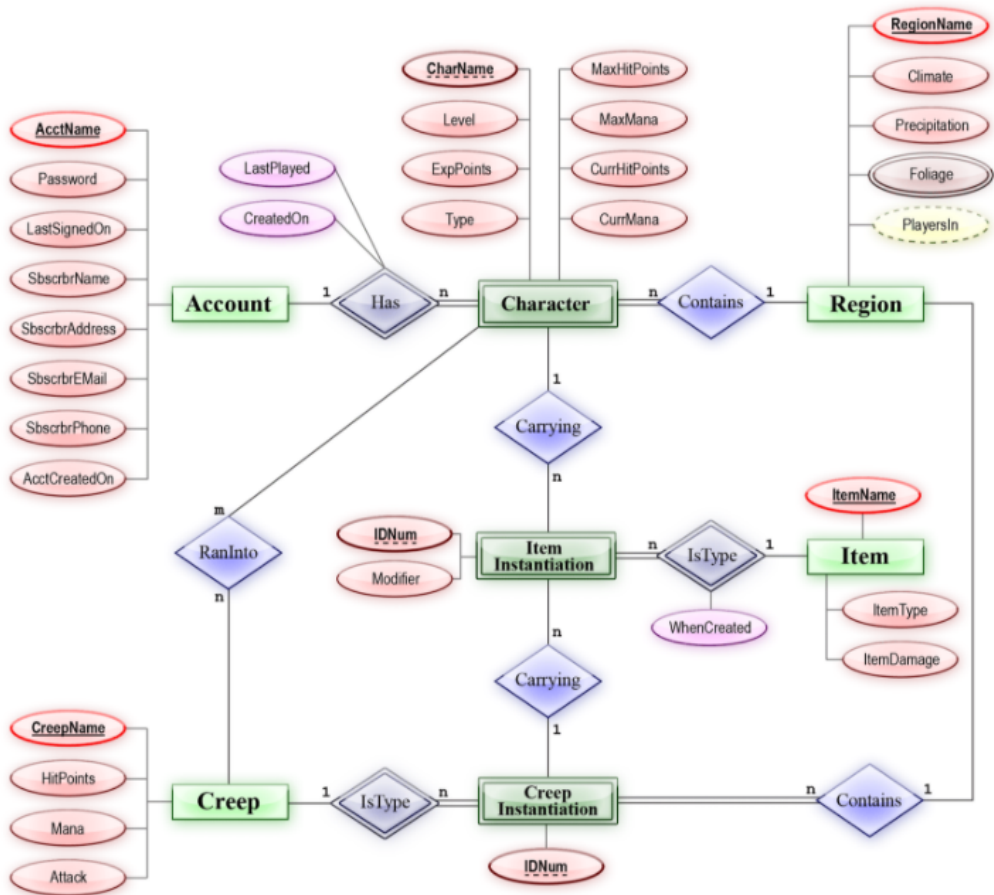 RegionName
Climate
Precipitation
Foliage
PlayersIn
CharName
Level
ExpPoints
Type
MaxHitPoints
MaxMana
CurrHitPoints
CurrMana
AcctName
Password
LastSignedOn
SbscrbrName
SbscrbrAddress
SbscrbrEMail
SbscrbrPhone
AcctCreatedOn
LastPlayed
CreatedOn
Account
1
Has
n
Character
n
Contains
1
Region
1
Carrying
n
m
RanInto
n
IDNum
Modifier
Item
Instantiation
n
IsType
1
WhenCreated
ItemName
Item
ItemType
ItemDamage
n
Carrying
1
CreepName
HitPoints
Mana
Attack
Creep
1
IsType
n
Creep
Instantiation
IDNum
n
Contains
1